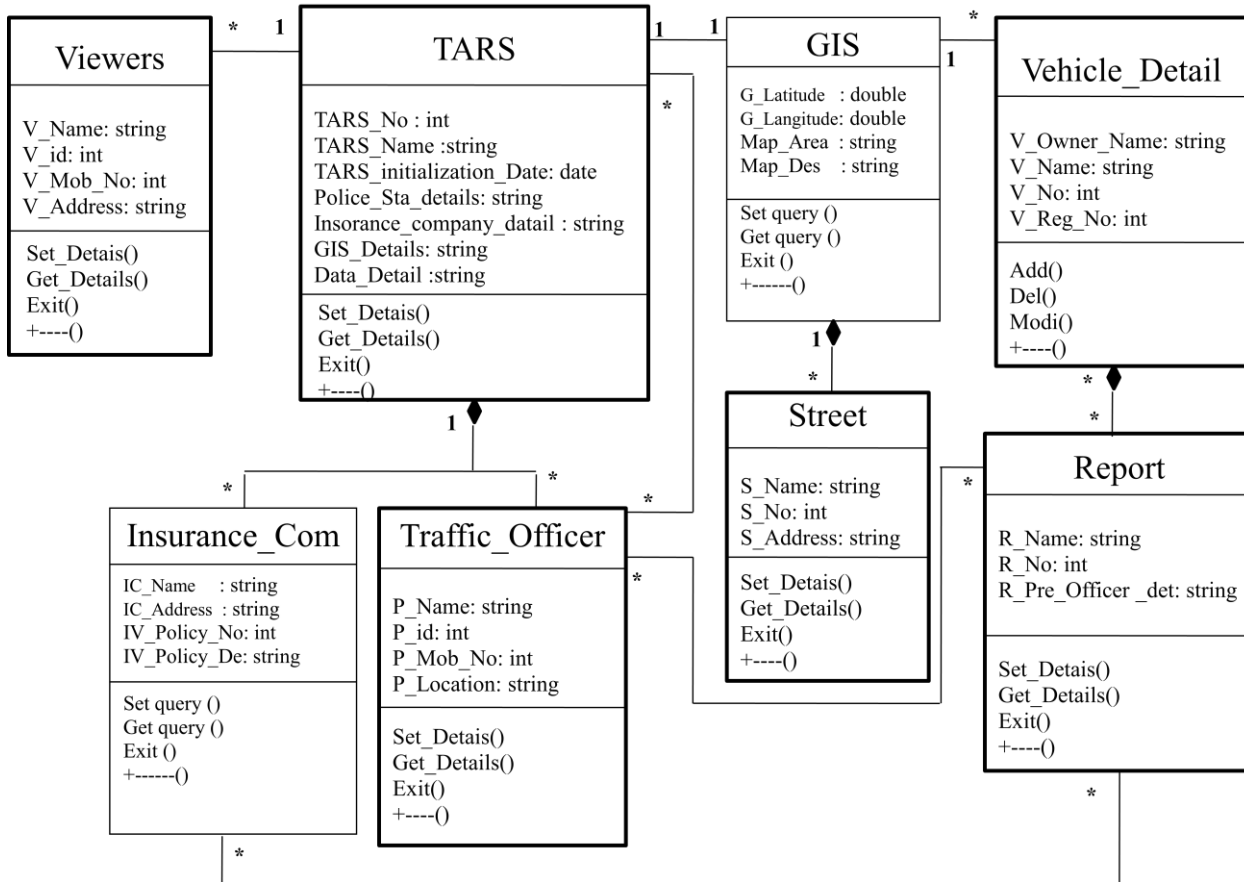 Viewers
V_Name: string
V_id: int
V_Mob_No: int
V_Address: string
Set_Detais()
Get_Details()
Exit()
+----()
*
1
TARS
TARS_No : int
TARS_Name :string
TARS_initialization_Date: date
Police_Sta_details: string
Insorance_company_datail : string
GIS_Details: string
Data_Detail :string
Set_Detais()
Get_Details()
Exit()
+----()
1
1
*
GIS
G_Latitude : double
G_Langitude: double
Map_Area : string
Map_Des : string
Set query ()
Get query ()
Exit ()
+------()
*
1
Vehicle_Detail
V_Owner_Name: string
V_Name: string
V_No: int
V_Reg_No: int
Add()
Del()
Modi()
+----()
1
*
*
*
1
*
*
*
Insurance_Com
IC_Name : string
IC_Address : string
IV_Policy_No: int
IV_Policy_De: string
Set query ()
Get query ()
Exit ()
+------()
*
Traffic_Officer
P_Name: string
P_id: int
P_Mob_No: int
P_Location: string
Set_Detais()
Get_Details()
Exit()
+----()
*
Street
S_Name: string
S_No: int
S_Address: string
Set_Detais()
Get_Details()
Exit()
+----()
*
Report
R_Name: string
R_No: int
R_Pre_Officer _det: string
Set_Detais()
Get_Details()
Exit()
+----()
*